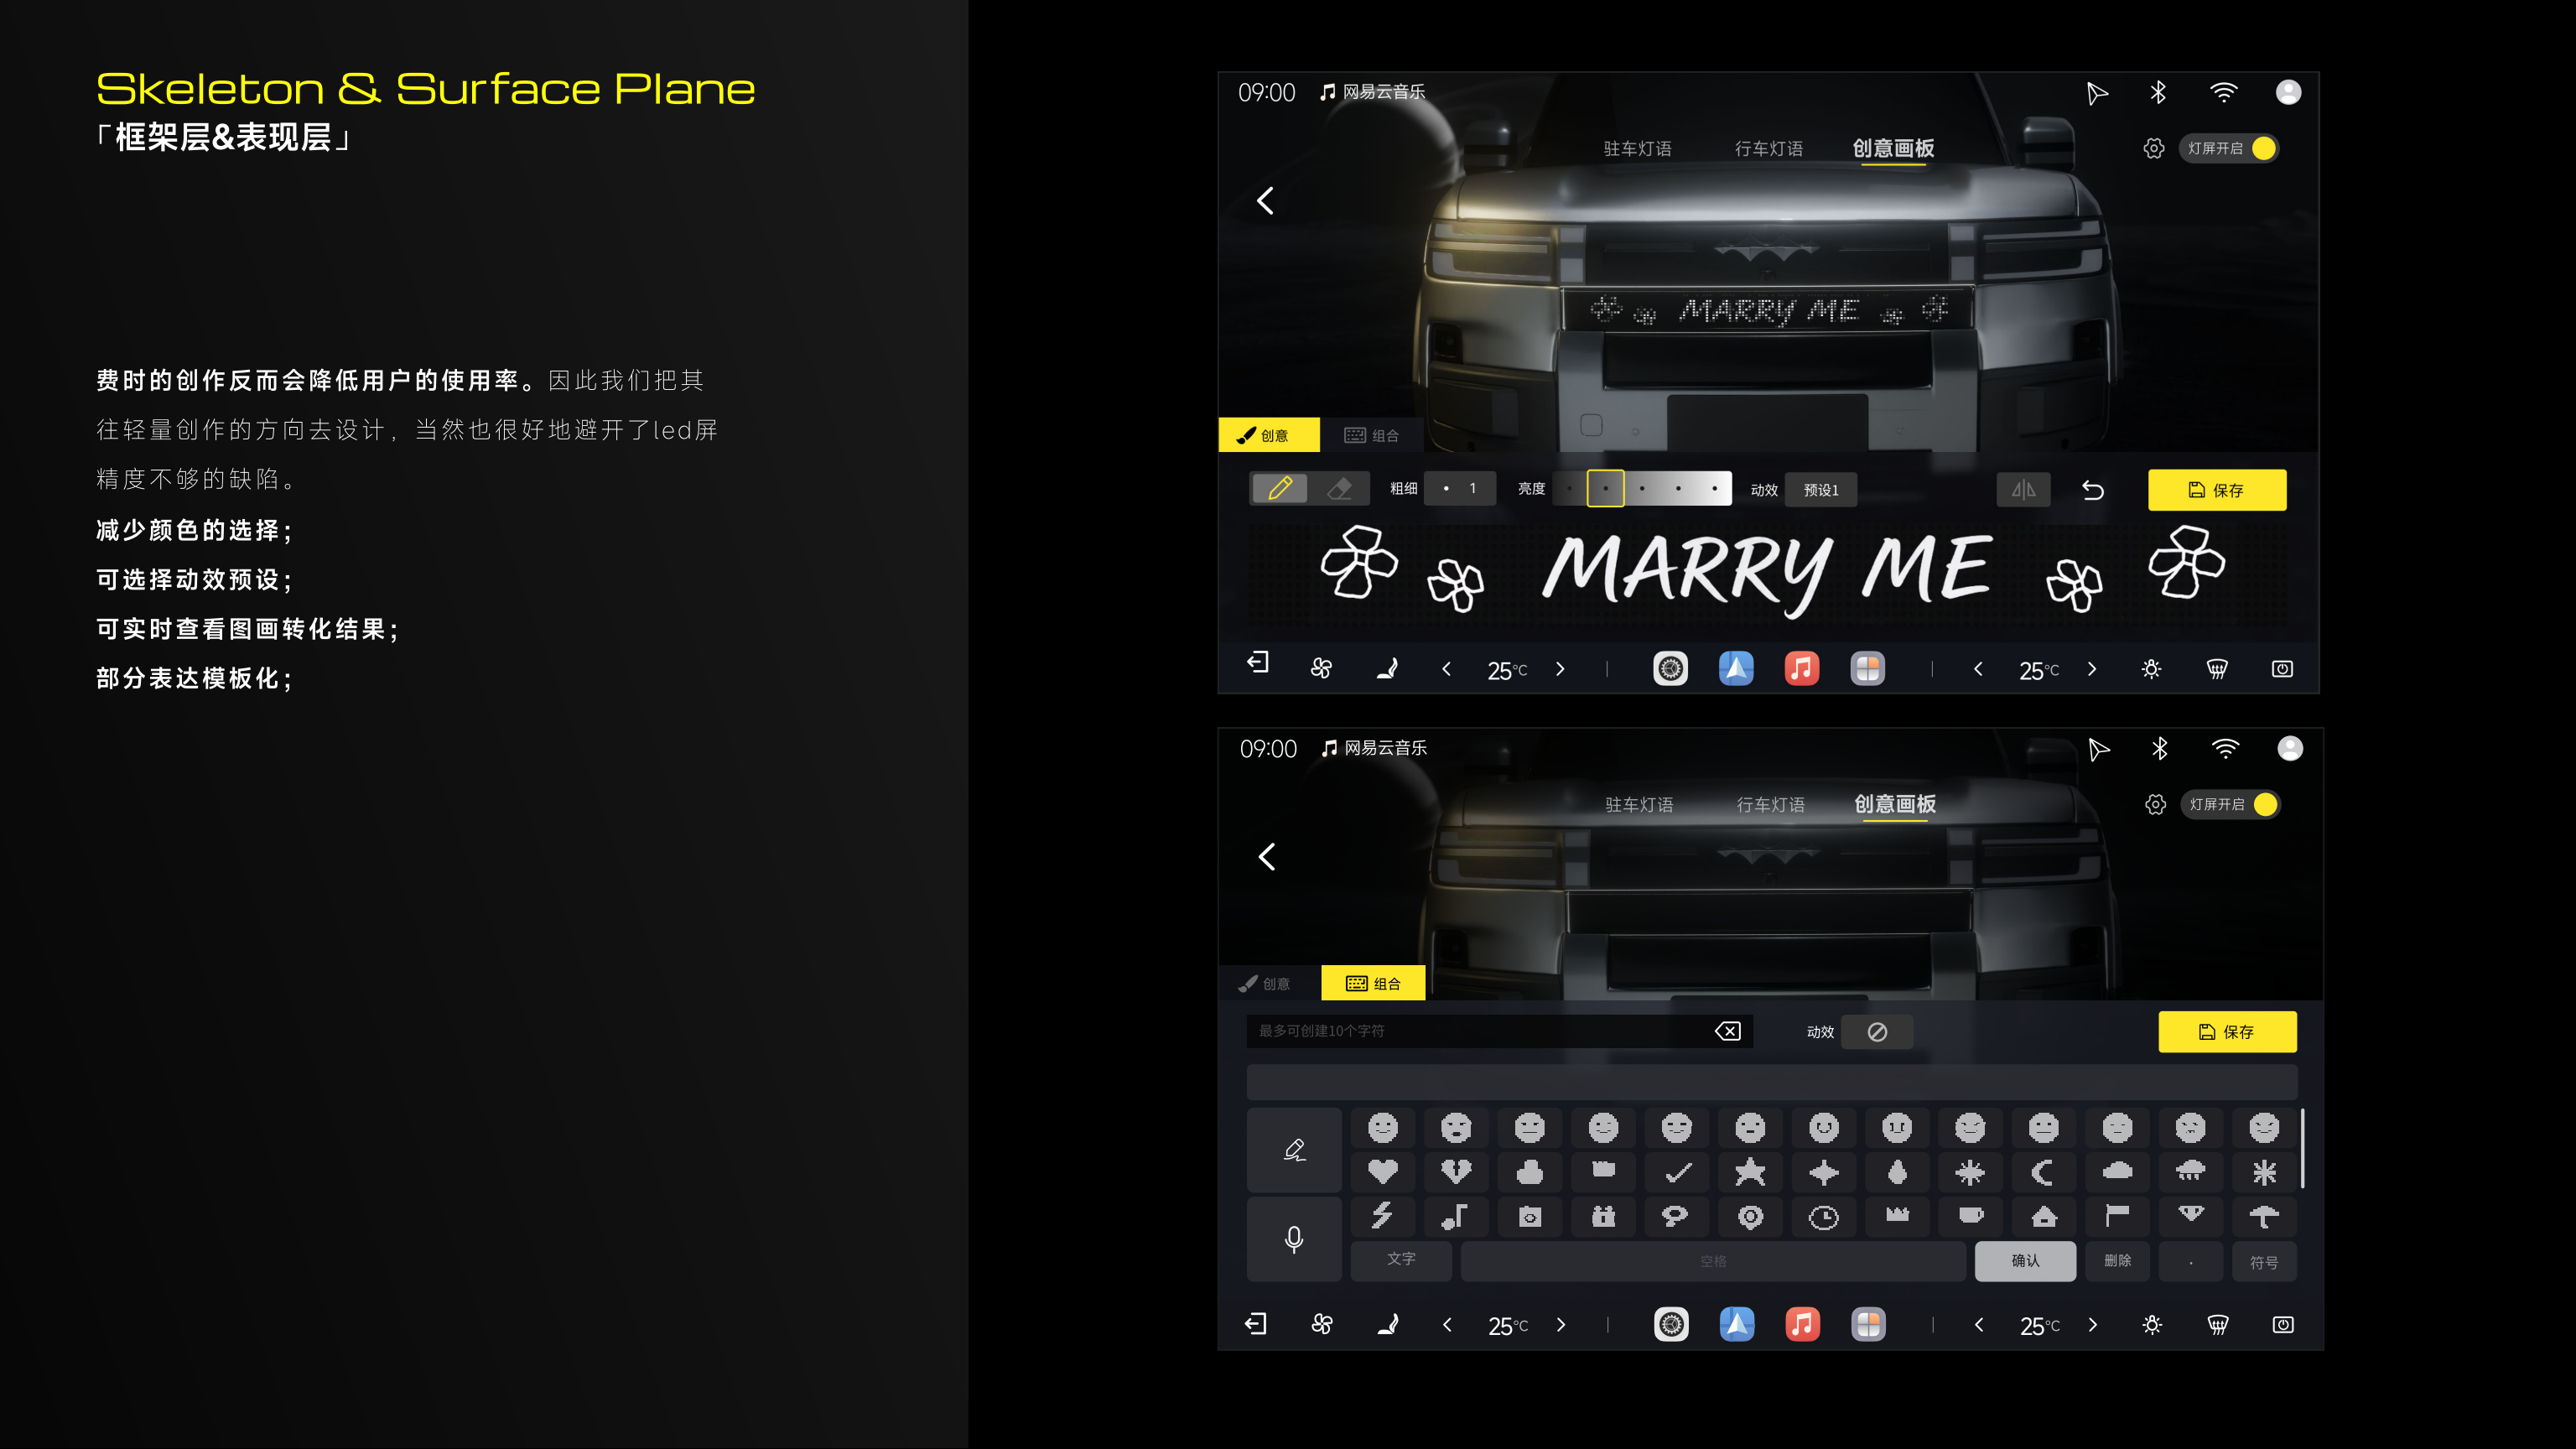 Skeleton & Surface Plane
「框架层&表现层」
费时的创作反而会降低用户的使用率。因此我们把其
往轻量创作的方向去设计，当然也很好地避开了led屏
精度不够的缺陷。
减少颜色的选择；
可选择动效预设；
可实时查看图画转化结果；
部分表达模板化；
09:00 网易云音乐
驻车灯语 行车灯语 创意画板 灯屏开启
MARRY ME
创意 组合
粗细 1 亮度 动效 预设1 保存
MARRY ME
25°C 25°C
09:00 网易云音乐
驻车灯语 行车灯语 创意画板 灯屏开启
创意 组合
最多可创建10个字符 动效 保存
文字 空格 确认 删除 . 符号
25°C 25°C